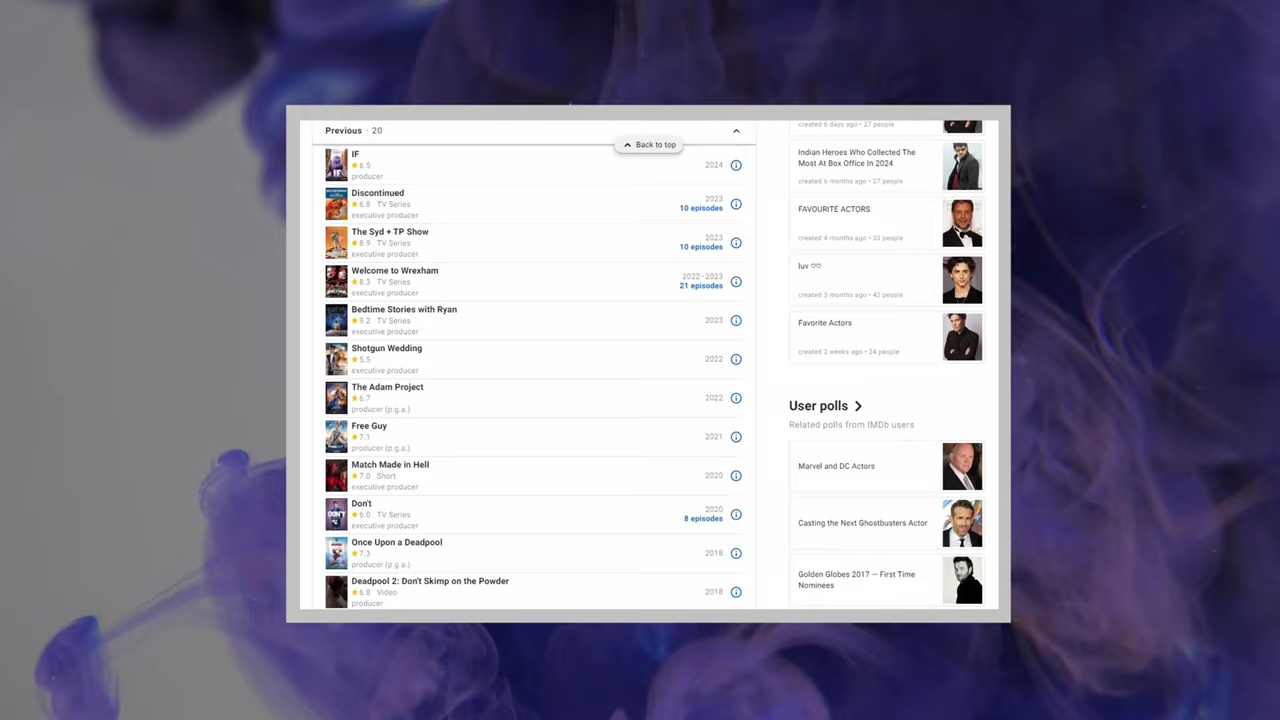 Previous · 20
Back to top
IF
6.5
producer
2024
Discontinued
6.8 TV Series
executive producer
2023
10 episodes
The Syd + TP Show
8.9 TV Series
executive producer
2023
10 episodes
Welcome to Wrexham
8.3 TV Series
executive producer
2022–2023
21 episodes
Bedtime Stories with Ryan
9.2 TV Series
executive producer
2023
Shotgun Wedding
5.5
executive producer
2022
The Adam Project
6.7
producer (p.g.a.)
2022
Free Guy
7.1
producer (p.g.a.)
2021
Match Made in Hell
7.0 Short
executive producer
2020
Don't
6.0 TV Series
executive producer
2020
8 episodes
Once Upon a Deadpool
7.3
producer (p.g.a.)
2018
Deadpool 2: Don't Skimp on the Powder
6.8 Video
producer
2018
created 6 days ago • 27 people
Indian Heroes Who Collected The
Most At Box Office In 2024
created 6 months ago • 27 people
FAVOURITE ACTORS
created 4 months ago • 33 people
luv
created 3 months ago • 42 people
Favorite Actors
created 2 weeks ago • 24 people
User polls
Related polls from IMDb users
Marvel and DC Actors
Casting the Next Ghostbusters Actor
Golden Globes 2017 — First Time
Nominees